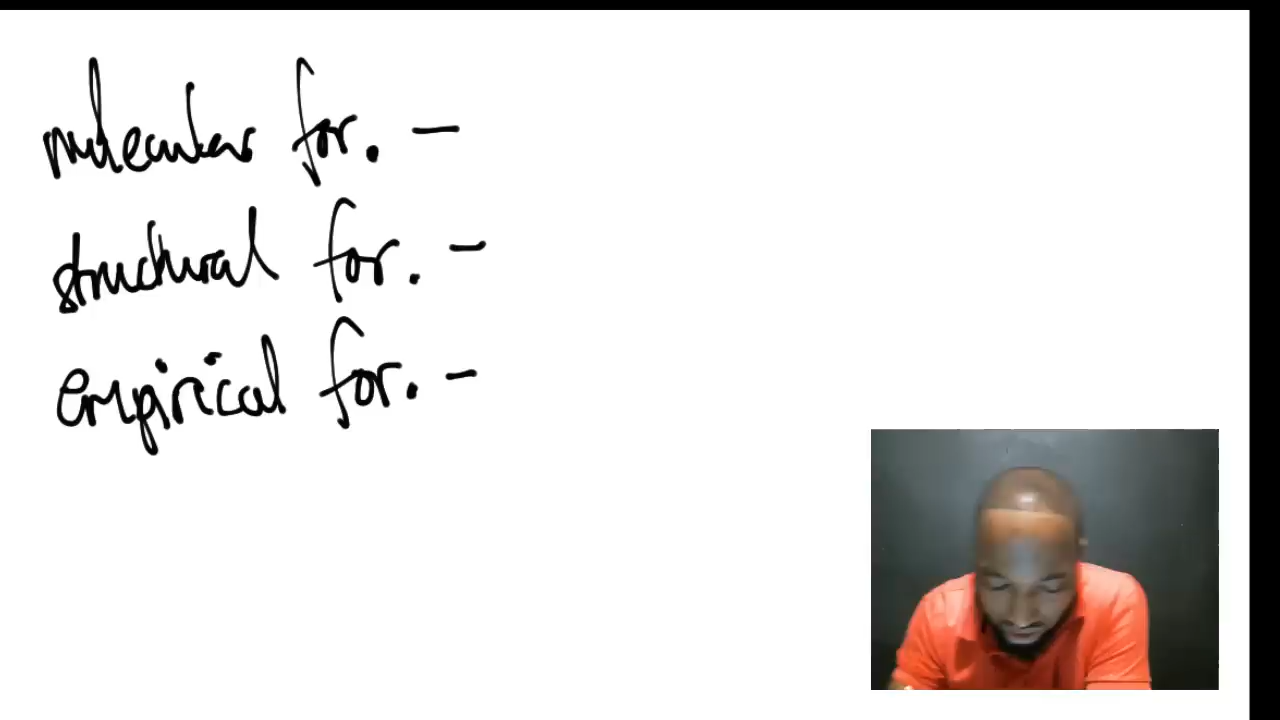 molecular for. -
structural for. -
empirical for. -